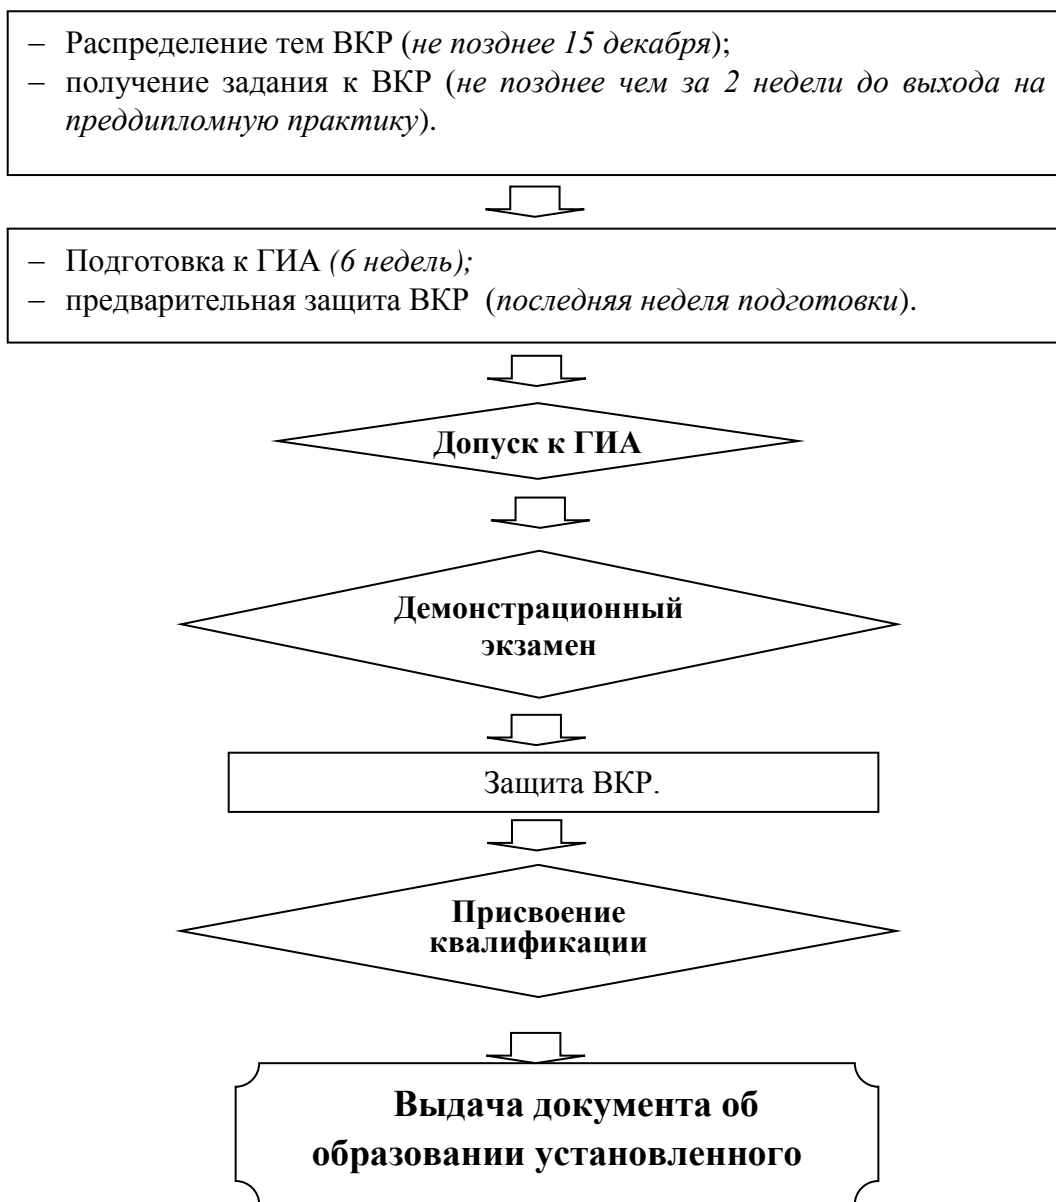 – Распределение тем ВКР (не позднее 15 декабря);
– получение задания к ВКР (не позднее чем за 2 недели до выхода на
преддипломную практику).
– Подготовка к ГИА (6 недель);
– предварительная защита ВКР (последняя неделя подготовки).
Допуск к ГИА
Демонстрационный
экзамен
Защита ВКР.
Присвоение
квалификации
Выдача документа об
образовании установленного